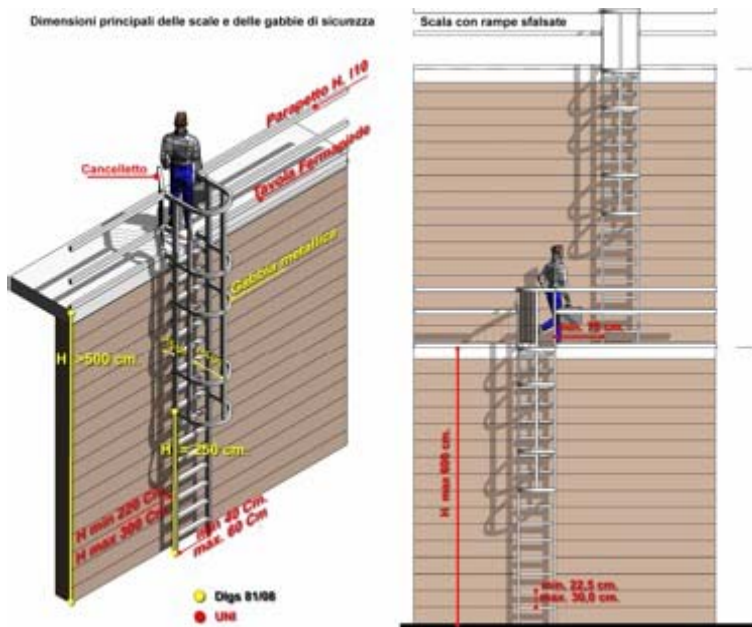 Dimensioni principali delle scale e delle gabbie di sicurezza
Scala con rampe sfalsate
Parapetto H. 110
Cancelletto
Tavola Fermapiede
Gabbia metallica
H >500 cm.
H = 250 cm.
H min 220 Cm.
H max 300 Cm.
min 40 Cm.
max. 60 Cm
Dlgs 81/08
UNI
H max 600 cm.
min. 22,5 cm.
max. 30,0 cm.